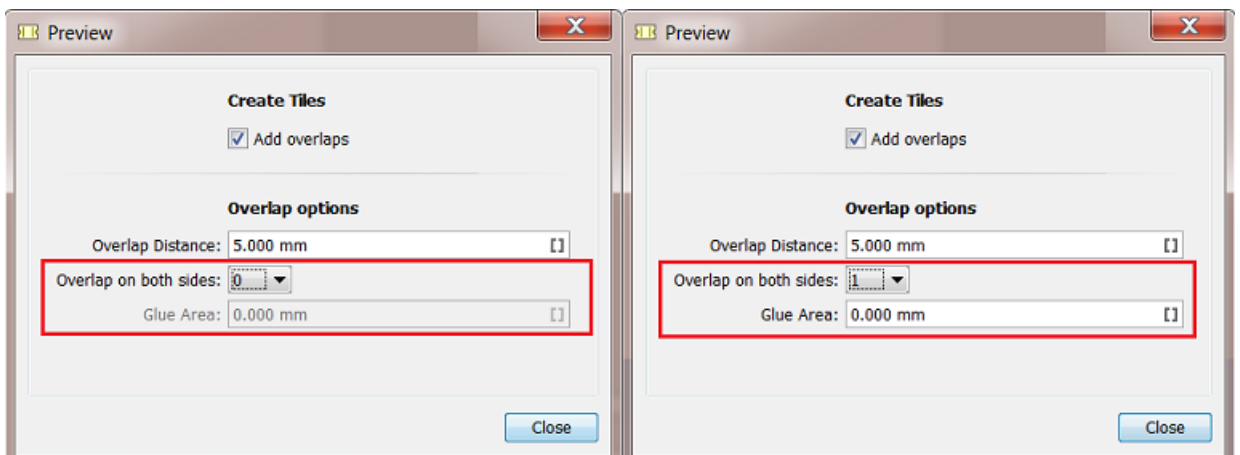 Preview
Create Tiles
Add overlaps
Overlap options
Overlap Distance: 5.000 mm
Overlap on both sides: 0
Glue Area: 0.000 mm
Close
Preview
Create Tiles
Add overlaps
Overlap options
Overlap Distance: 5.000 mm
Overlap on both sides: 1
Glue Area: 0.000 mm
Close